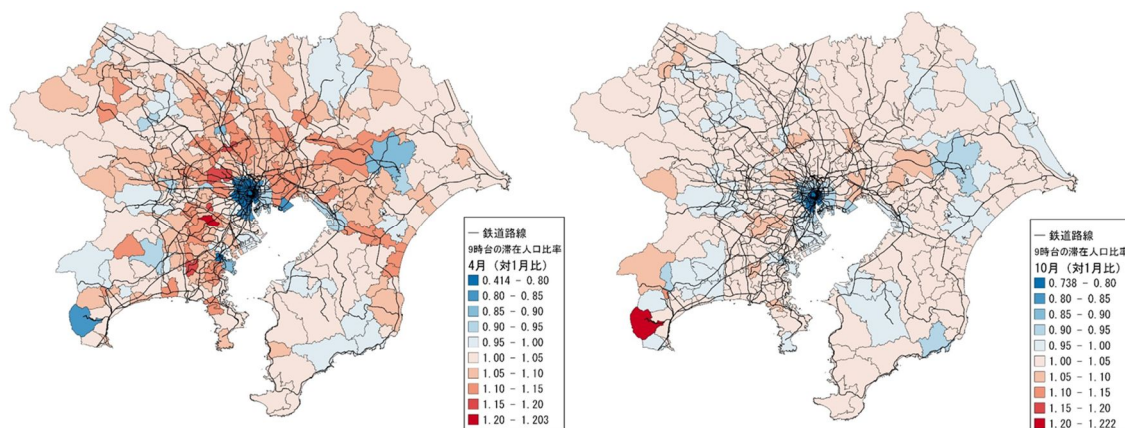 — 鉄道路線
9時台の滞在人口比率
4月（対1月比）
0.414 - 0.80
0.80 - 0.85
0.85 - 0.90
0.90 - 0.95
0.95 - 1.00
1.00 - 1.05
1.05 - 1.10
1.10 - 1.15
1.15 - 1.20
1.20 - 1.203
— 鉄道路線
9時台の滞在人口比率
10月（対1月比）
0.738 - 0.80
0.80 - 0.85
0.85 - 0.90
0.90 - 0.95
0.95 - 1.00
1.00 - 1.05
1.05 - 1.10
1.10 - 1.15
1.15 - 1.20
1.20 - 1.222